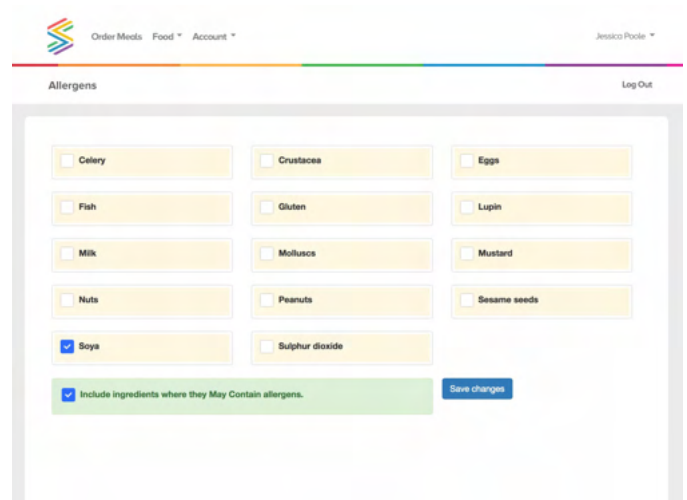 Order Meals Food Account
Jessica Poole
Allergens
Log Out
Celery
Crustacea
Eggs
Fish
Gluten
Lupin
Milk
Molluscs
Mustard
Nuts
Peanuts
Sesame seeds
Soya
Sulphur dioxide
Include ingredients where they May Contain allergens.
Save changes